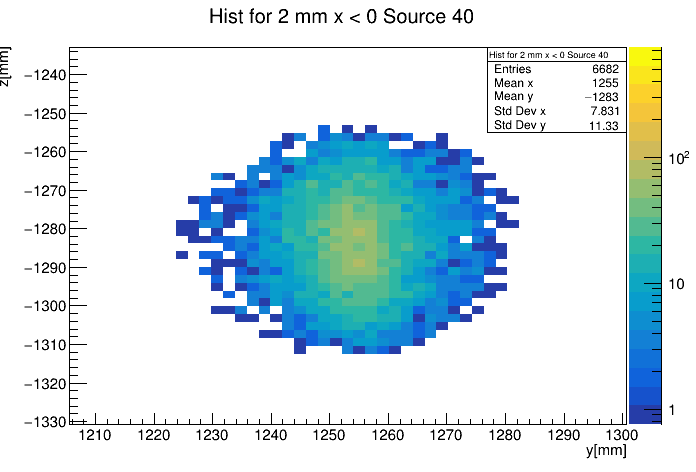 Hist for 2 mm x < 0 Source 40
z[mm]
Hist for 2 mm x < 0 Source 40
Entries 6682
Mean x 1255
Mean y −1283
Std Dev x 7.831
Std Dev y 11.33
−1240
−1250
−1260
−1270
−1280
−1290
−1300
−1310
−1320
−1330
1210 1220 1230 1240 1250 1260 1270 1280 1290 1300
y[mm]
10²
10
1